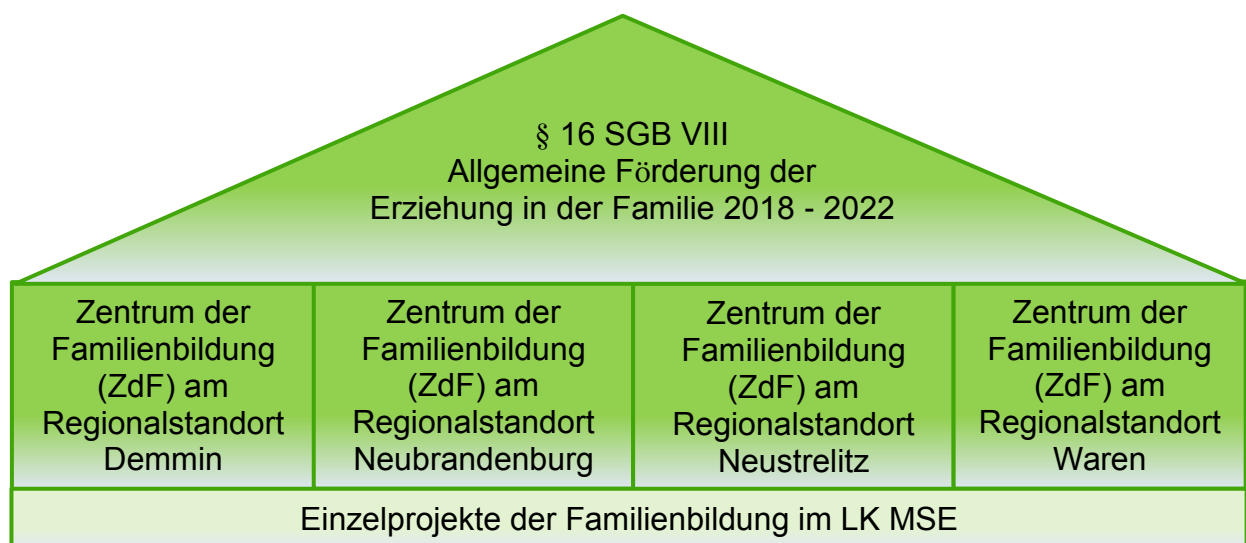 § 16 SGB VIII
Allgemeine Förderung der
Erziehung in der Familie 2018 - 2022
Zentrum der
Familienbildung
(ZdF) am
Regionalstandort
Demmin
Zentrum der
Familienbildung
(ZdF) am
Regionalstandort
Neubrandenburg
Zentrum der
Familienbildung
(ZdF) am
Regionalstandort
Neustrelitz
Zentrum der
Familienbildung
(ZdF) am
Regionalstandort
Waren
Einzelprojekte der Familienbildung im LK MSE